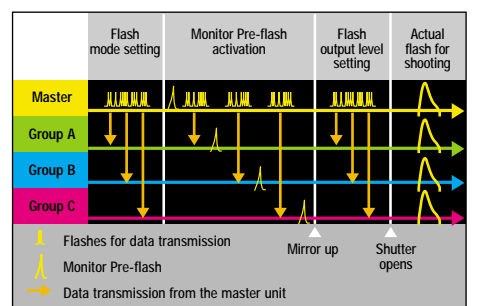 Flash
mode setting
Monitor Pre-flash
activation
Flash
output level
setting
Actual
flash for
shooting
Master
Group A
Group B
Group C
Flashes for data transmission
Monitor Pre-flash
Data transmission from the master unit
Mirror up
Shutter
opens